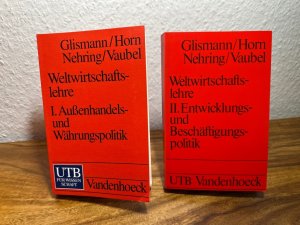 Glismann/Horn
Nehring/Vaubel
Weltwirtschafts-
lehre
I. Außenhandels-
und
Währungspolitik
UTB
FÜR WISSEN
SCHAFT
Vandenhoeck
Glismann/Horn
Nehring/Vaubel
Weltwirtschafts-
lehre
II. Entwicklungs-
und
Beschäftigungs-
politik
UTB Vandenhoeck